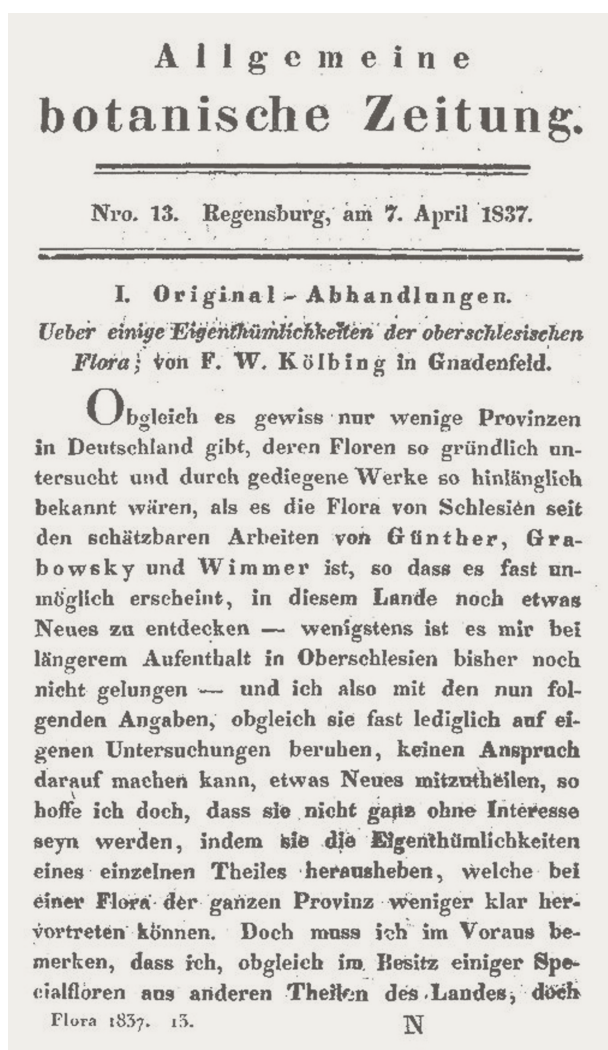 Allgemeine
botanische Zeitung.
Nro. 13. Regensburg, am 7. April 1837.
I. Original-Abhandlungen.
Ueber einige Eigenthümlichkeiten der oberschlesischen
Flora; von F. W. Kölbing in Gnadenfeld.
Obgleich es gewiss nur wenige Provinzen
in Deutschland gibt, deren Floren so gründlich un-
tersucht und durch gediegene Werke so hinlänglich
bekannt wären, als es die Flora von Schlesien seit
den schätzbaren Arbeiten von Günther, Gra-
bowsky und Wimmer ist, so dass es fast un-
möglich erscheint, in diesem Lande noch etwas
Neues zu entdecken — wenigstens ist es mir bei
längerem Aufenthalt in Oberschlesien bisher noch
nicht gelungen — und ich also mit den nun fol-
genden Angaben, obgleich sie fast lediglich auf ei-
genen Untersuchungen beruhen, keinen Anspruch
darauf machen kann, etwas Neues mitzutheilen, so
hoffe ich doch, dass sie nicht ganz ohne Interesse
seyn werden, indem sie die Eigenthümlichkeiten
eines einzelnen Theiles herausheben, welche bei
einer Flora der ganzen Provinz weniger klar her-
vortreten können. Doch muss ich im Voraus be-
merken, dass ich, obgleich im Besitz einiger Spe-
cialfloren aus anderen Theilen des Landes, doch
Flora 1837. 13. N